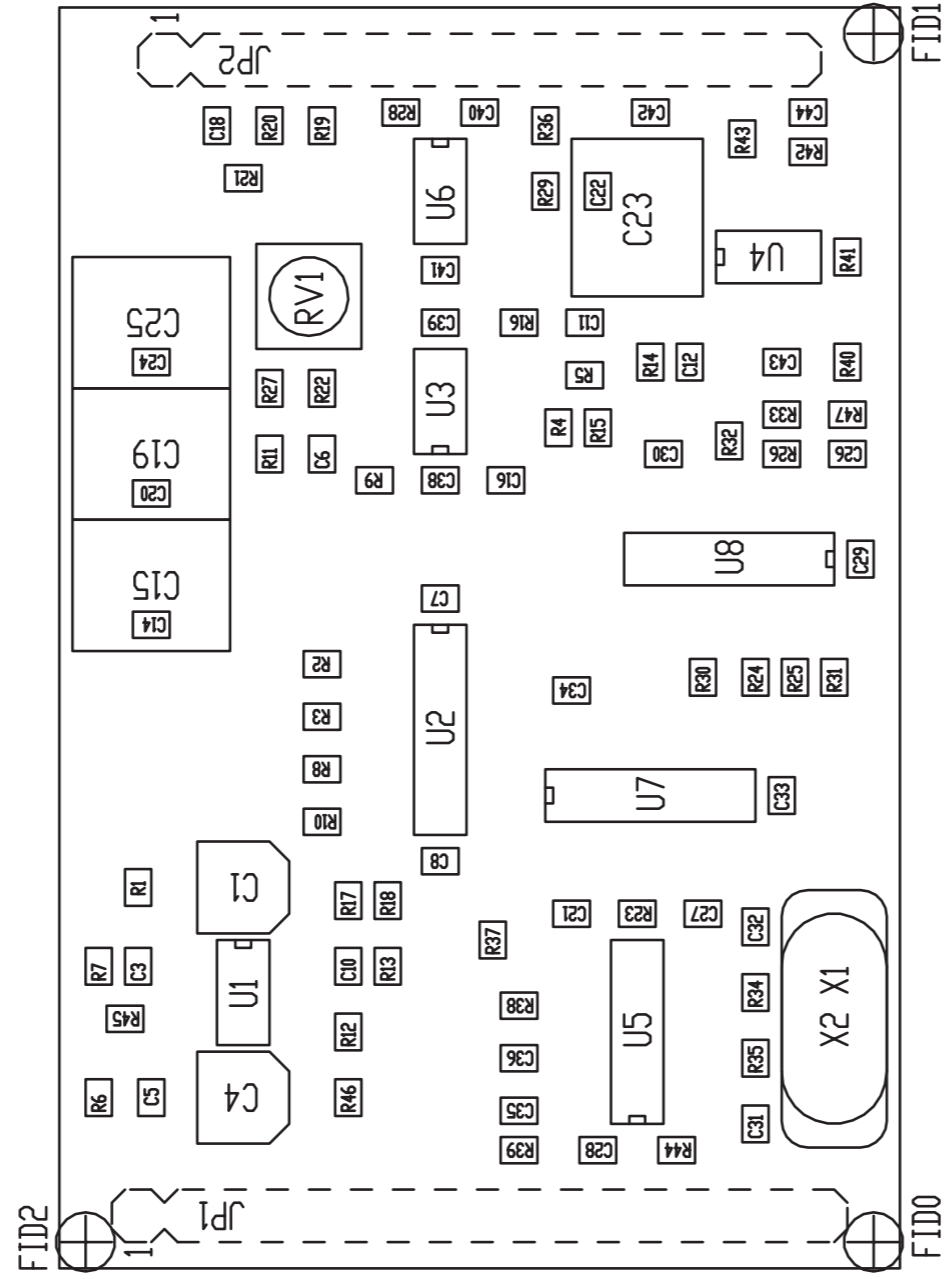 1
FID1
JP2
C18
R20
R19
R28
C40
R36
C42
C44
R43
R42
R21
R29
C22
U6
C23
U4
R41
C41
RV1
C25
C39
R16
C11
C24
R14
C12
C43
R40
R5
R27
R22
U3
R33
R47
R4
R15
R32
C19
R11
C6
C30
R26
C26
R9
C38
C16
C20
U8
C29
C15
C7
C14
R2
C34
R30
R24
R25
R31
R3
U2
R8
U7
C33
R10
C8
R1
C1
R17
R18
C21
R23
C27
C32
R37
R7
C3
C10
R13
U1
R34
X2 X1
R45
R38
R12
U5
C36
R35
R6
C5
C4
R46
C35
C31
R39
C28
R44
JP1
FID2
1
FID0